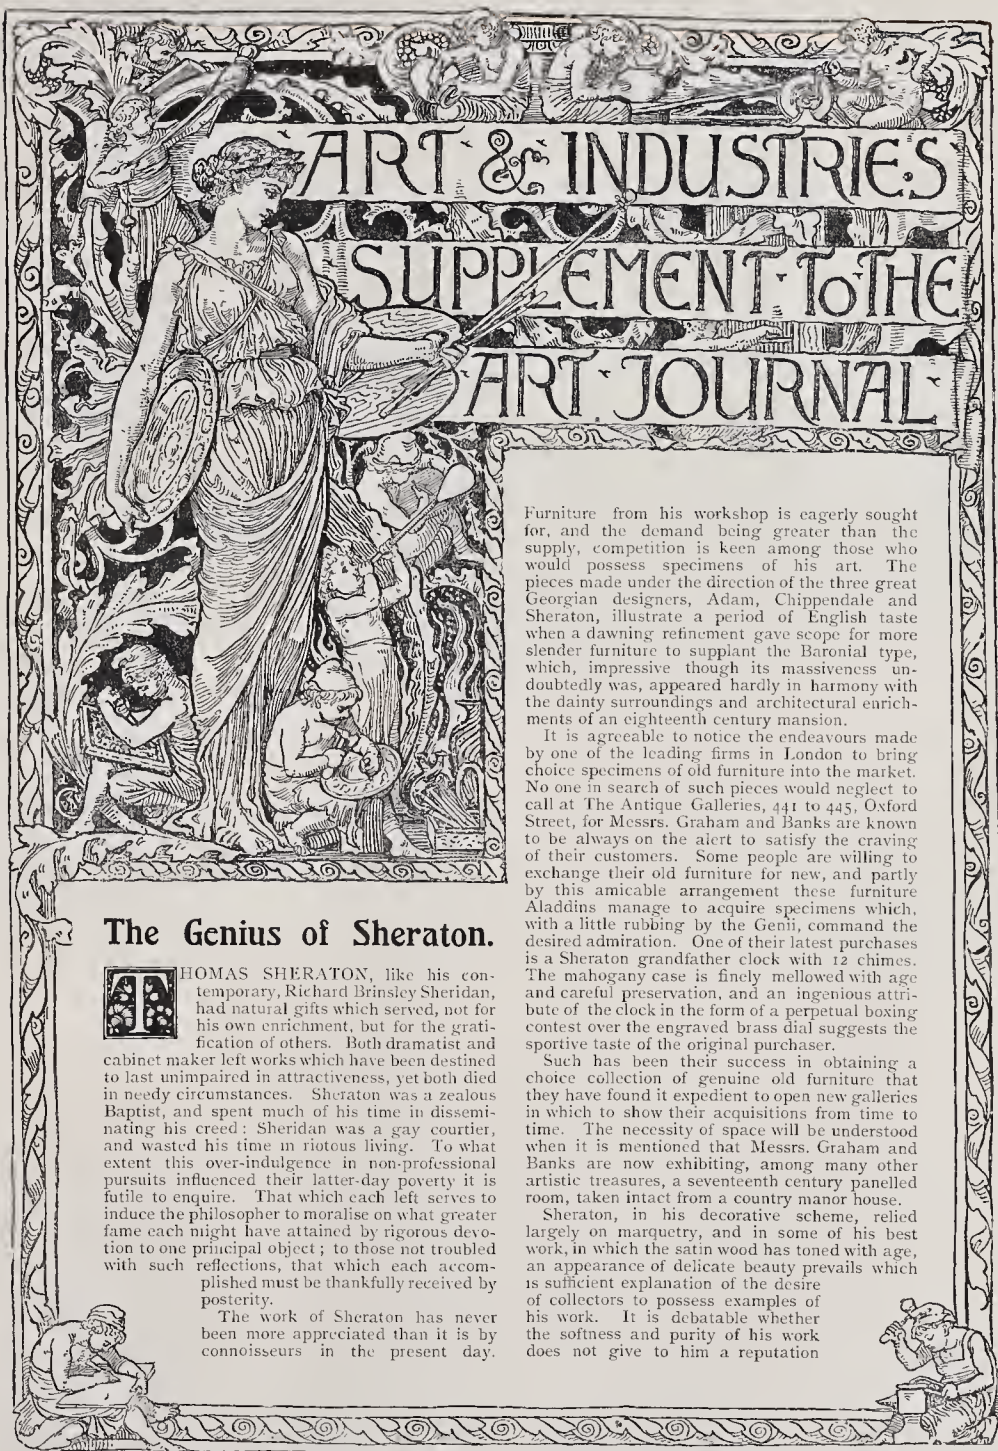 ART & INDUSTRIES
SUPPLEMENT TO THE
ART JOURNAL
The Genius of Sheraton.
THOMAS SHERATON, like his con-
temporary, Richard Brinsley Sheridan,
had natural gifts which served, not for
his own enrichment, but for the grati-
fication of others. Both dramatist and
cabinet maker left works which have been destined
to last unimpaired in attractiveness, yet both died
in needy circumstances. Sheraton was a zealous
Baptist, and spent much of his time in dissemi-
nating his creed: Sheridan was a gay courtier,
and wasted his time in riotous living. To what
extent this over-indulgence in non-professional
pursuits influenced their latter-day poverty it is
futile to enquire. That which each left serves to
induce the philosopher to moralise on what greater
fame each might have attained by rigorous devo-
tion to one principal object; to those not troubled
with such reflections, that which each accom-
plished must be thankfully received by
posterity.
The work of Sheraton has never
been more appreciated than it is by
connoisseurs in the present day.
Furniture from his workshop is eagerly sought
for, and the demand being greater than the
supply, competition is keen among those who
would possess specimens of his art. The
pieces made under the direction of the three great
Georgian designers, Adam, Chippendale and
Sheraton, illustrate a period of English taste
when a dawning refinement gave scope for more
slender furniture to supplant the Baronial type,
which, impressive though its massiveness un-
doubtedly was, appeared hardly in harmony with
the dainty surroundings and architectural enrich-
ments of an eighteenth century mansion.
It is agreeable to notice the endeavours made
by one of the leading firms in London to bring
choice specimens of old furniture into the market.
No one in search of such pieces would neglect to
call at The Antique Galleries, 441 to 445, Oxford
Street, for Messrs. Graham and Banks are known
to be always on the alert to satisfy the craving
of their customers. Some people are willing to
exchange their old furniture for new, and partly
by this amicable arrangement these furniture
Aladdins manage to acquire specimens which,
with a little rubbing by the Genii, command the
desired admiration. One of their latest purchases
is a Sheraton grandfather clock with 12 chimes.
The mahogany case is finely mellowed with age
and careful preservation, and an ingenious attri-
bute of the clock in the form of a perpetual boxing
contest over the engraved brass dial suggests the
sportive taste of the original purchaser.
Such has been their success in obtaining a
choice collection of genuine old furniture that
they have found it expedient to open new galleries
in which to show their acquisitions from time to
time. The necessity of space will be understood
when it is mentioned that Messrs. Graham and
Banks are now exhibiting, among many other
artistic treasures, a seventeenth century panelled
room, taken intact from a country manor house.
Sheraton, in his decorative scheme, relied
largely on marquetry, and in some of his best
work, in which the satin wood has toned with age,
an appearance of delicate beauty prevails which
is sufficient explanation of the desire
of collectors to possess examples of
his work. It is debatable whether
the softness and purity of his work
does not give to him a reputation